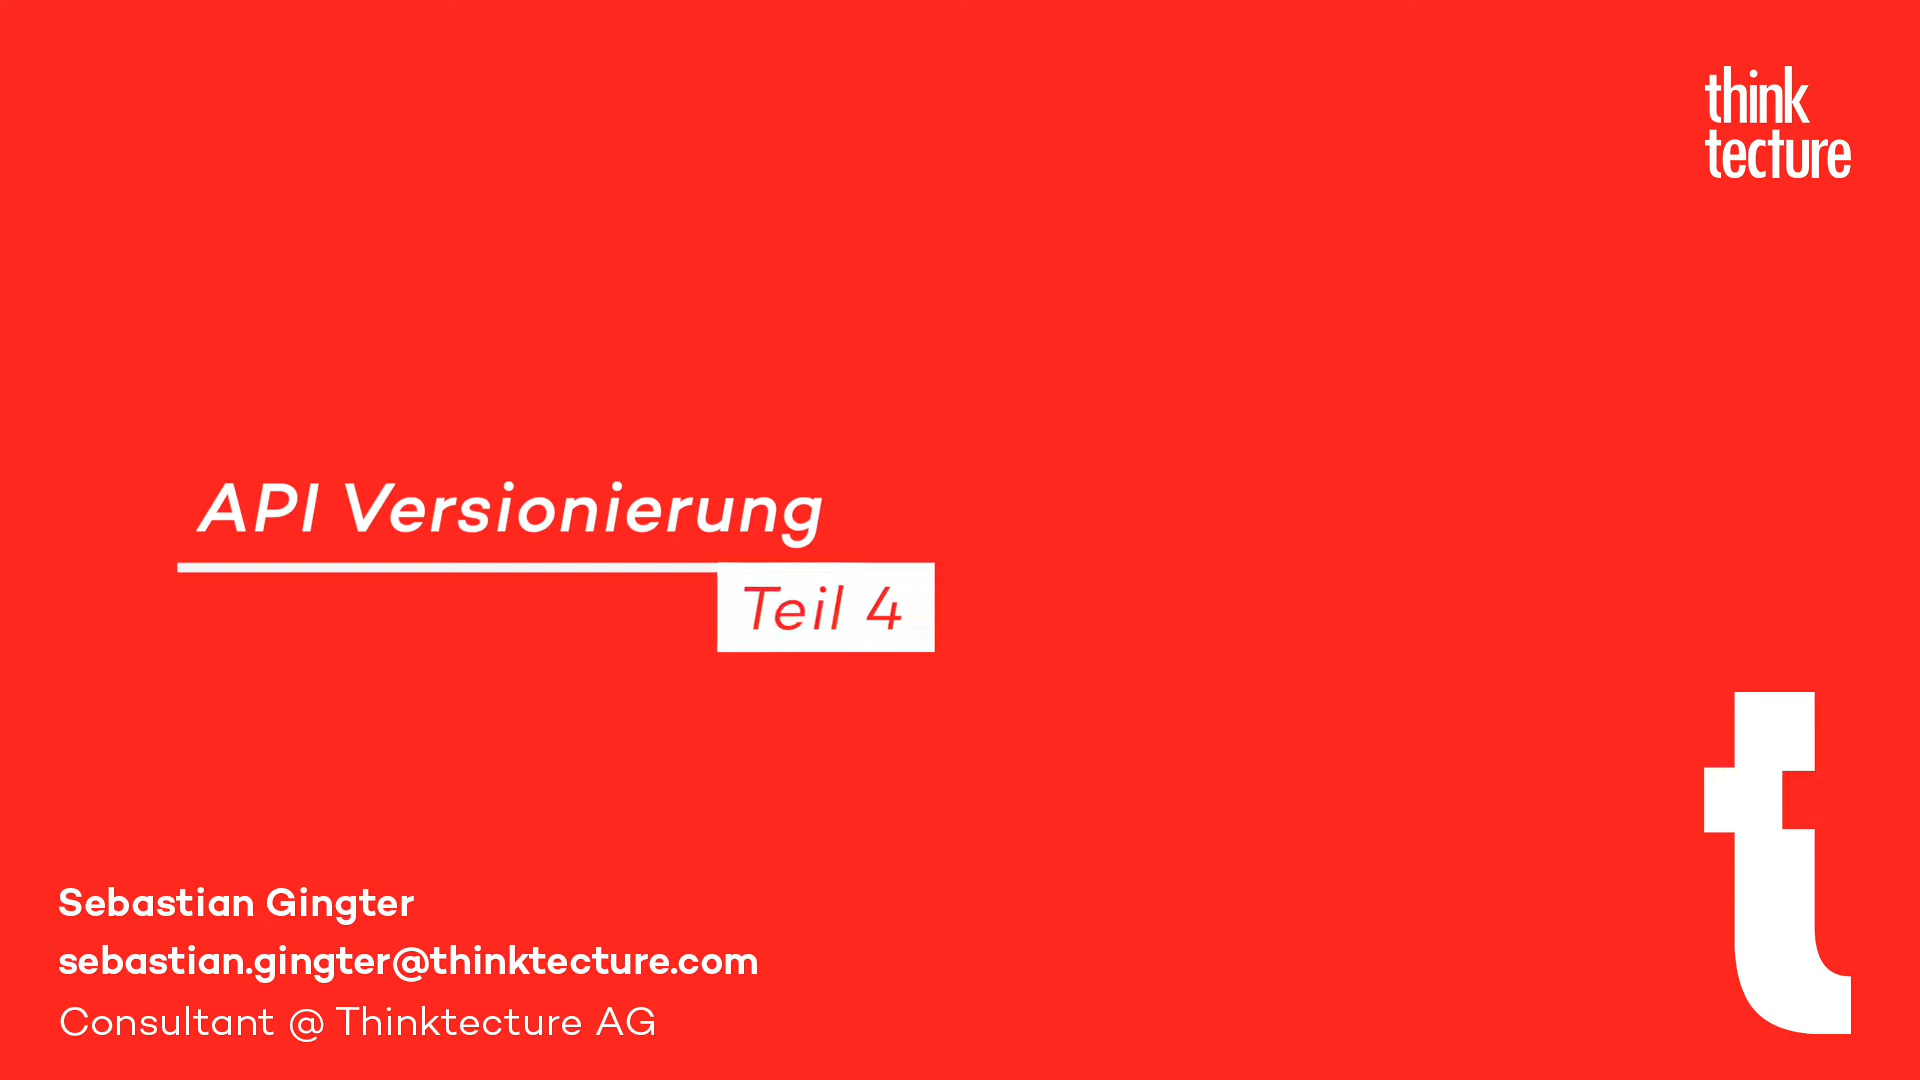 think
tecture
API Versionierung
Teil 4
Sebastian Gingter
sebastian.gingter@thinktecture.com
Consultant @ Thinktecture AG
t